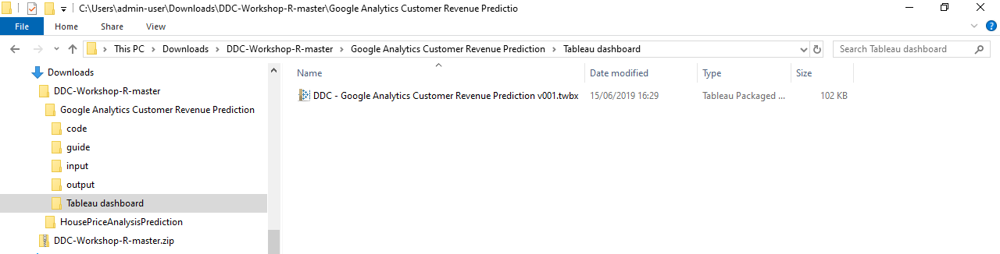 C:\Users\admin-user\Downloads\DDC-Workshop-R-master\Google Analytics Customer Revenue Predictio
File Home Share View
This PC Downloads DDC-Workshop-R-master Google Analytics Customer Revenue Prediction Tableau dashboard Search Tableau dashboard
Downloads
DDC-Workshop-R-master
Google Analytics Customer Revenue Prediction
code
guide
input
output
Tableau dashboard
HousePriceAnalysisPrediction
DDC-Workshop-R-master.zip
Name Date modified Type Size
DDC - Google Analytics Customer Revenue Prediction v001.twbx 15/06/2019 16:29 Tableau Packaged ... 102 KB